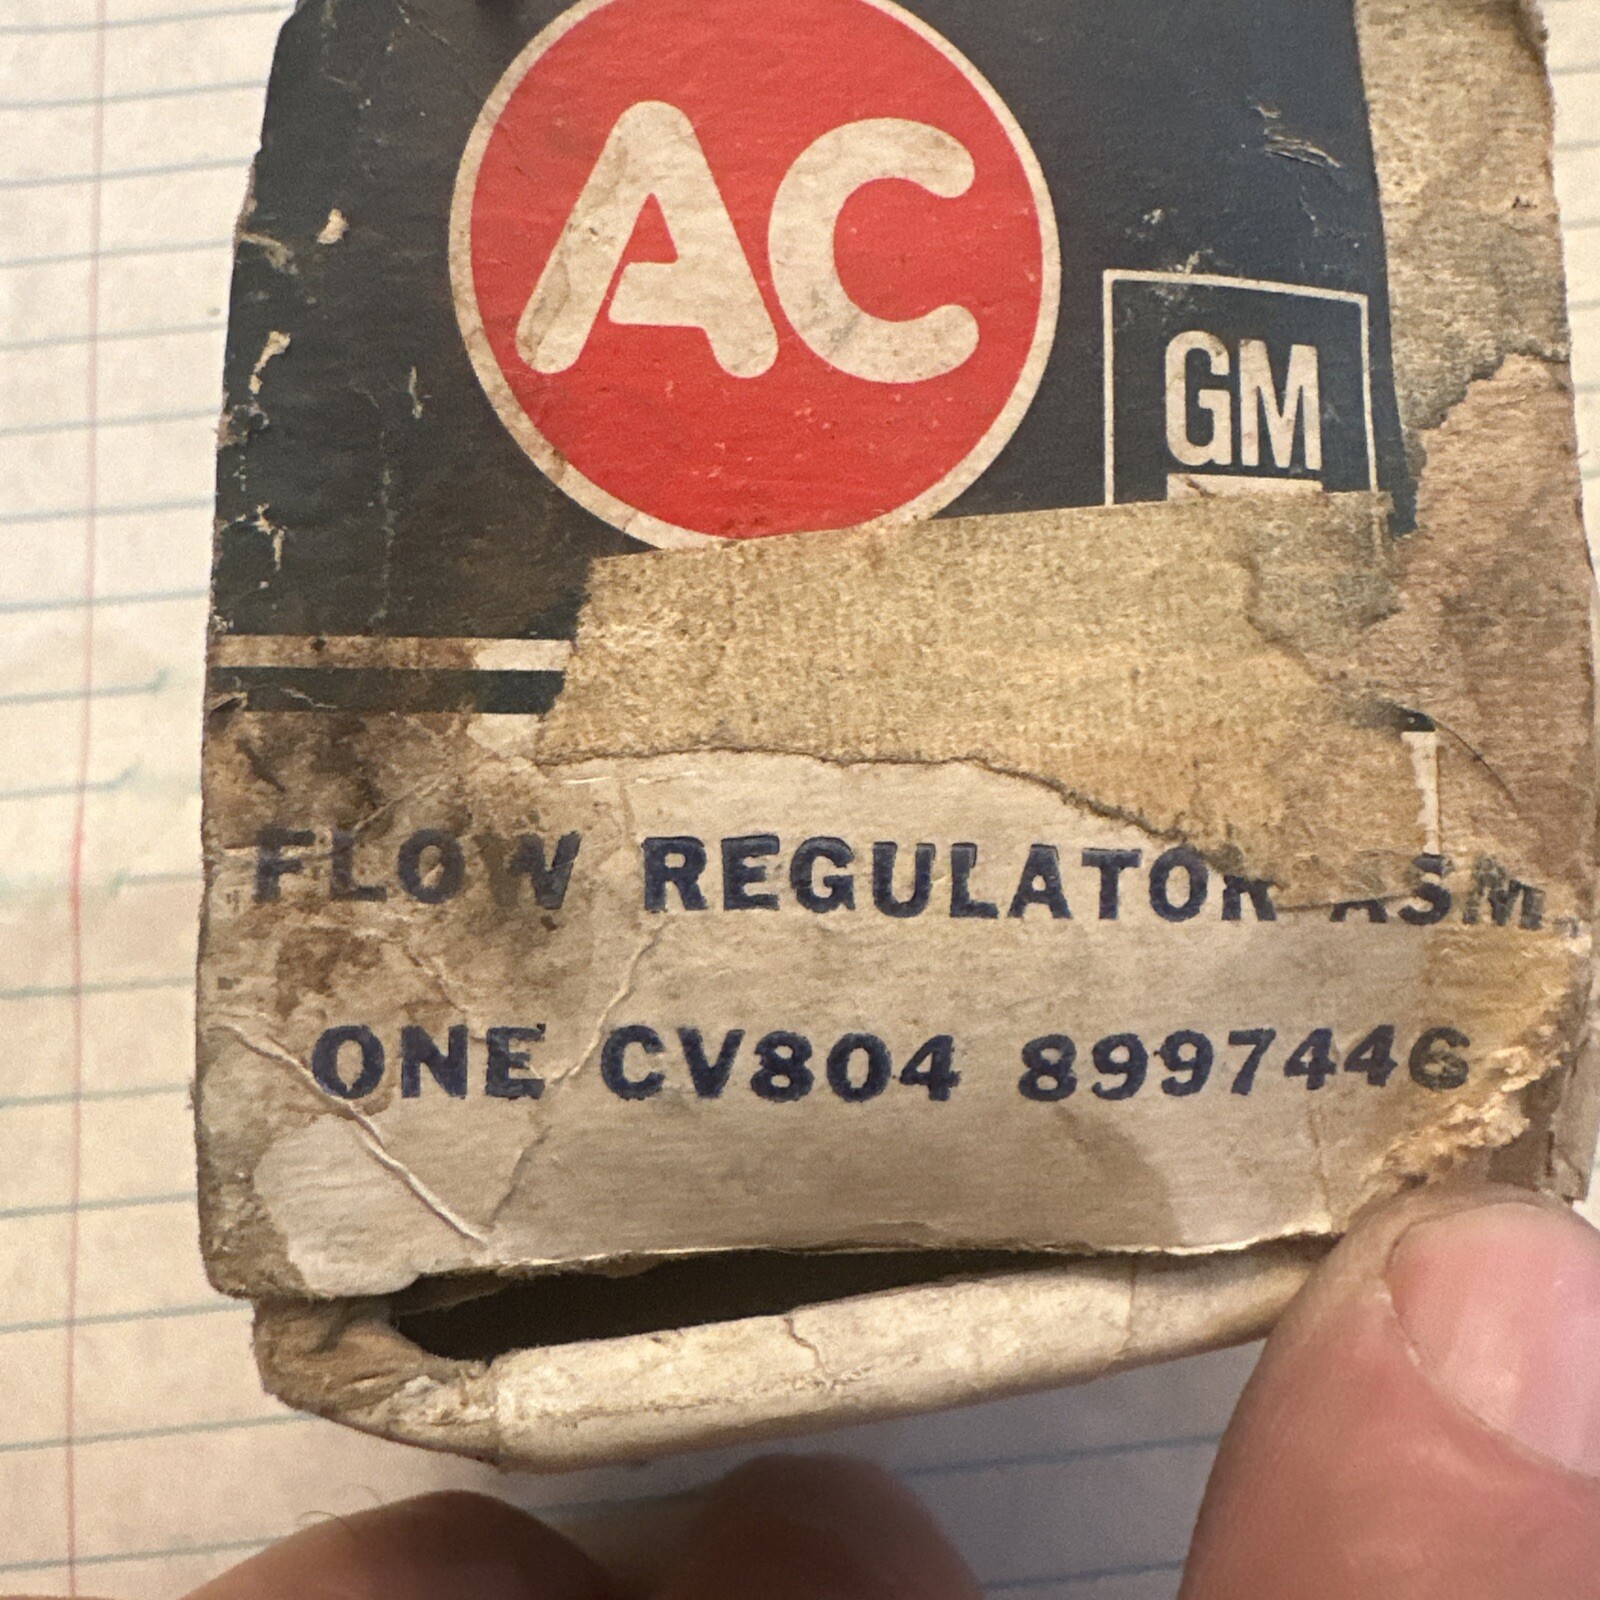 AC
GM
FLOW REGULATOR ASM.
ONE CV804 8997446